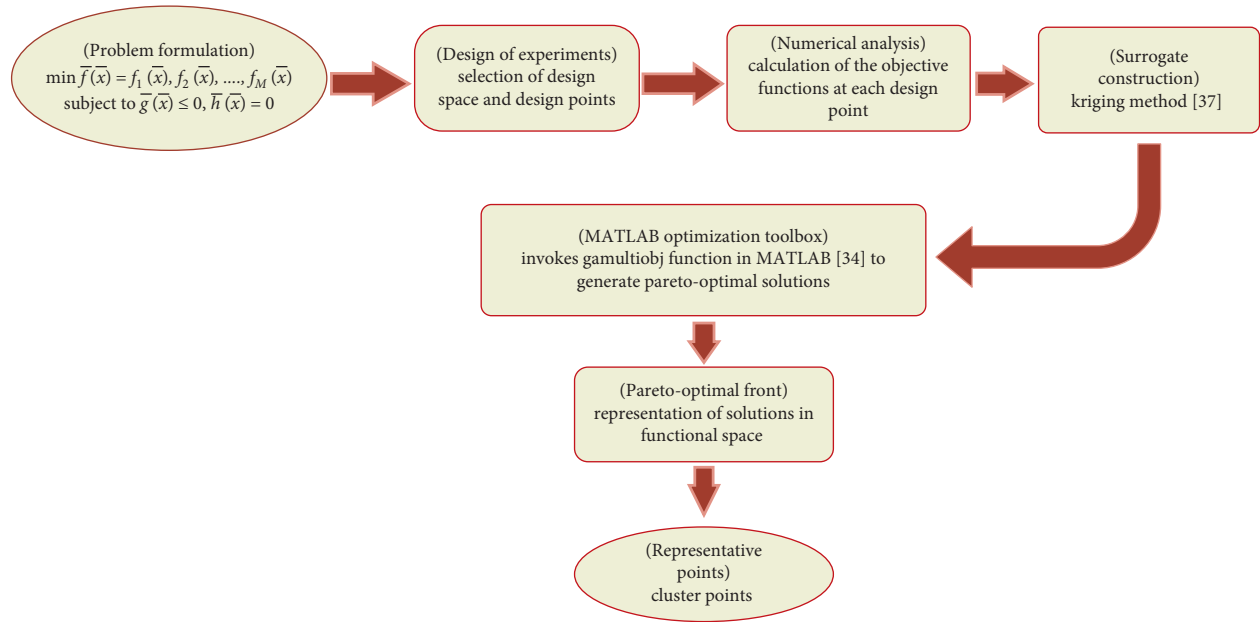 (Problem formulation)
min f̅(x̅) = f₁(x̅), f₂(x̅), ...., f_M(x̅)
subject to g̅(x̅) ≤ 0, h̅(x̅) = 0
(Design of experiments)
selection of design
space and design points
(Numerical analysis)
calculation of the objective
functions at each design
point
(Surrogate
construction)
kriging method [37]
(MATLAB optimization toolbox)
invokes gamultiobj function in MATLAB [34] to
generate pareto-optimal solutions
(Pareto-optimal front)
representation of solutions in
functional space
(Representative
points)
cluster points